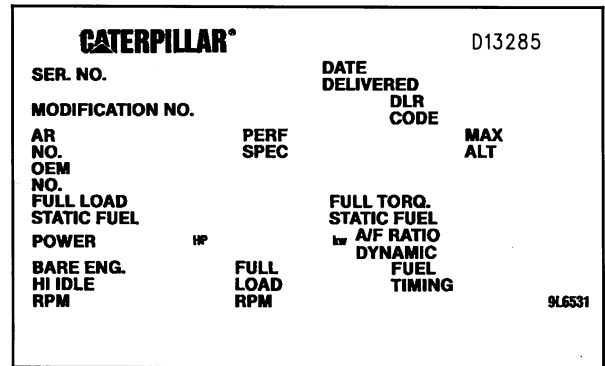 CATERPILLAR® D13285
SER. NO. DATE
DELIVERED
MODIFICATION NO. DLR
CODE
AR PERF MAX
NO. SPEC ALT
OEM
NO.
FULL LOAD FULL TORQ.
STATIC FUEL STATIC FUEL
POWER HP kw A/F RATIO
DYNAMIC
BARE ENG. FULL FUEL
HI IDLE LOAD TIMING
RPM RPM 9L6531